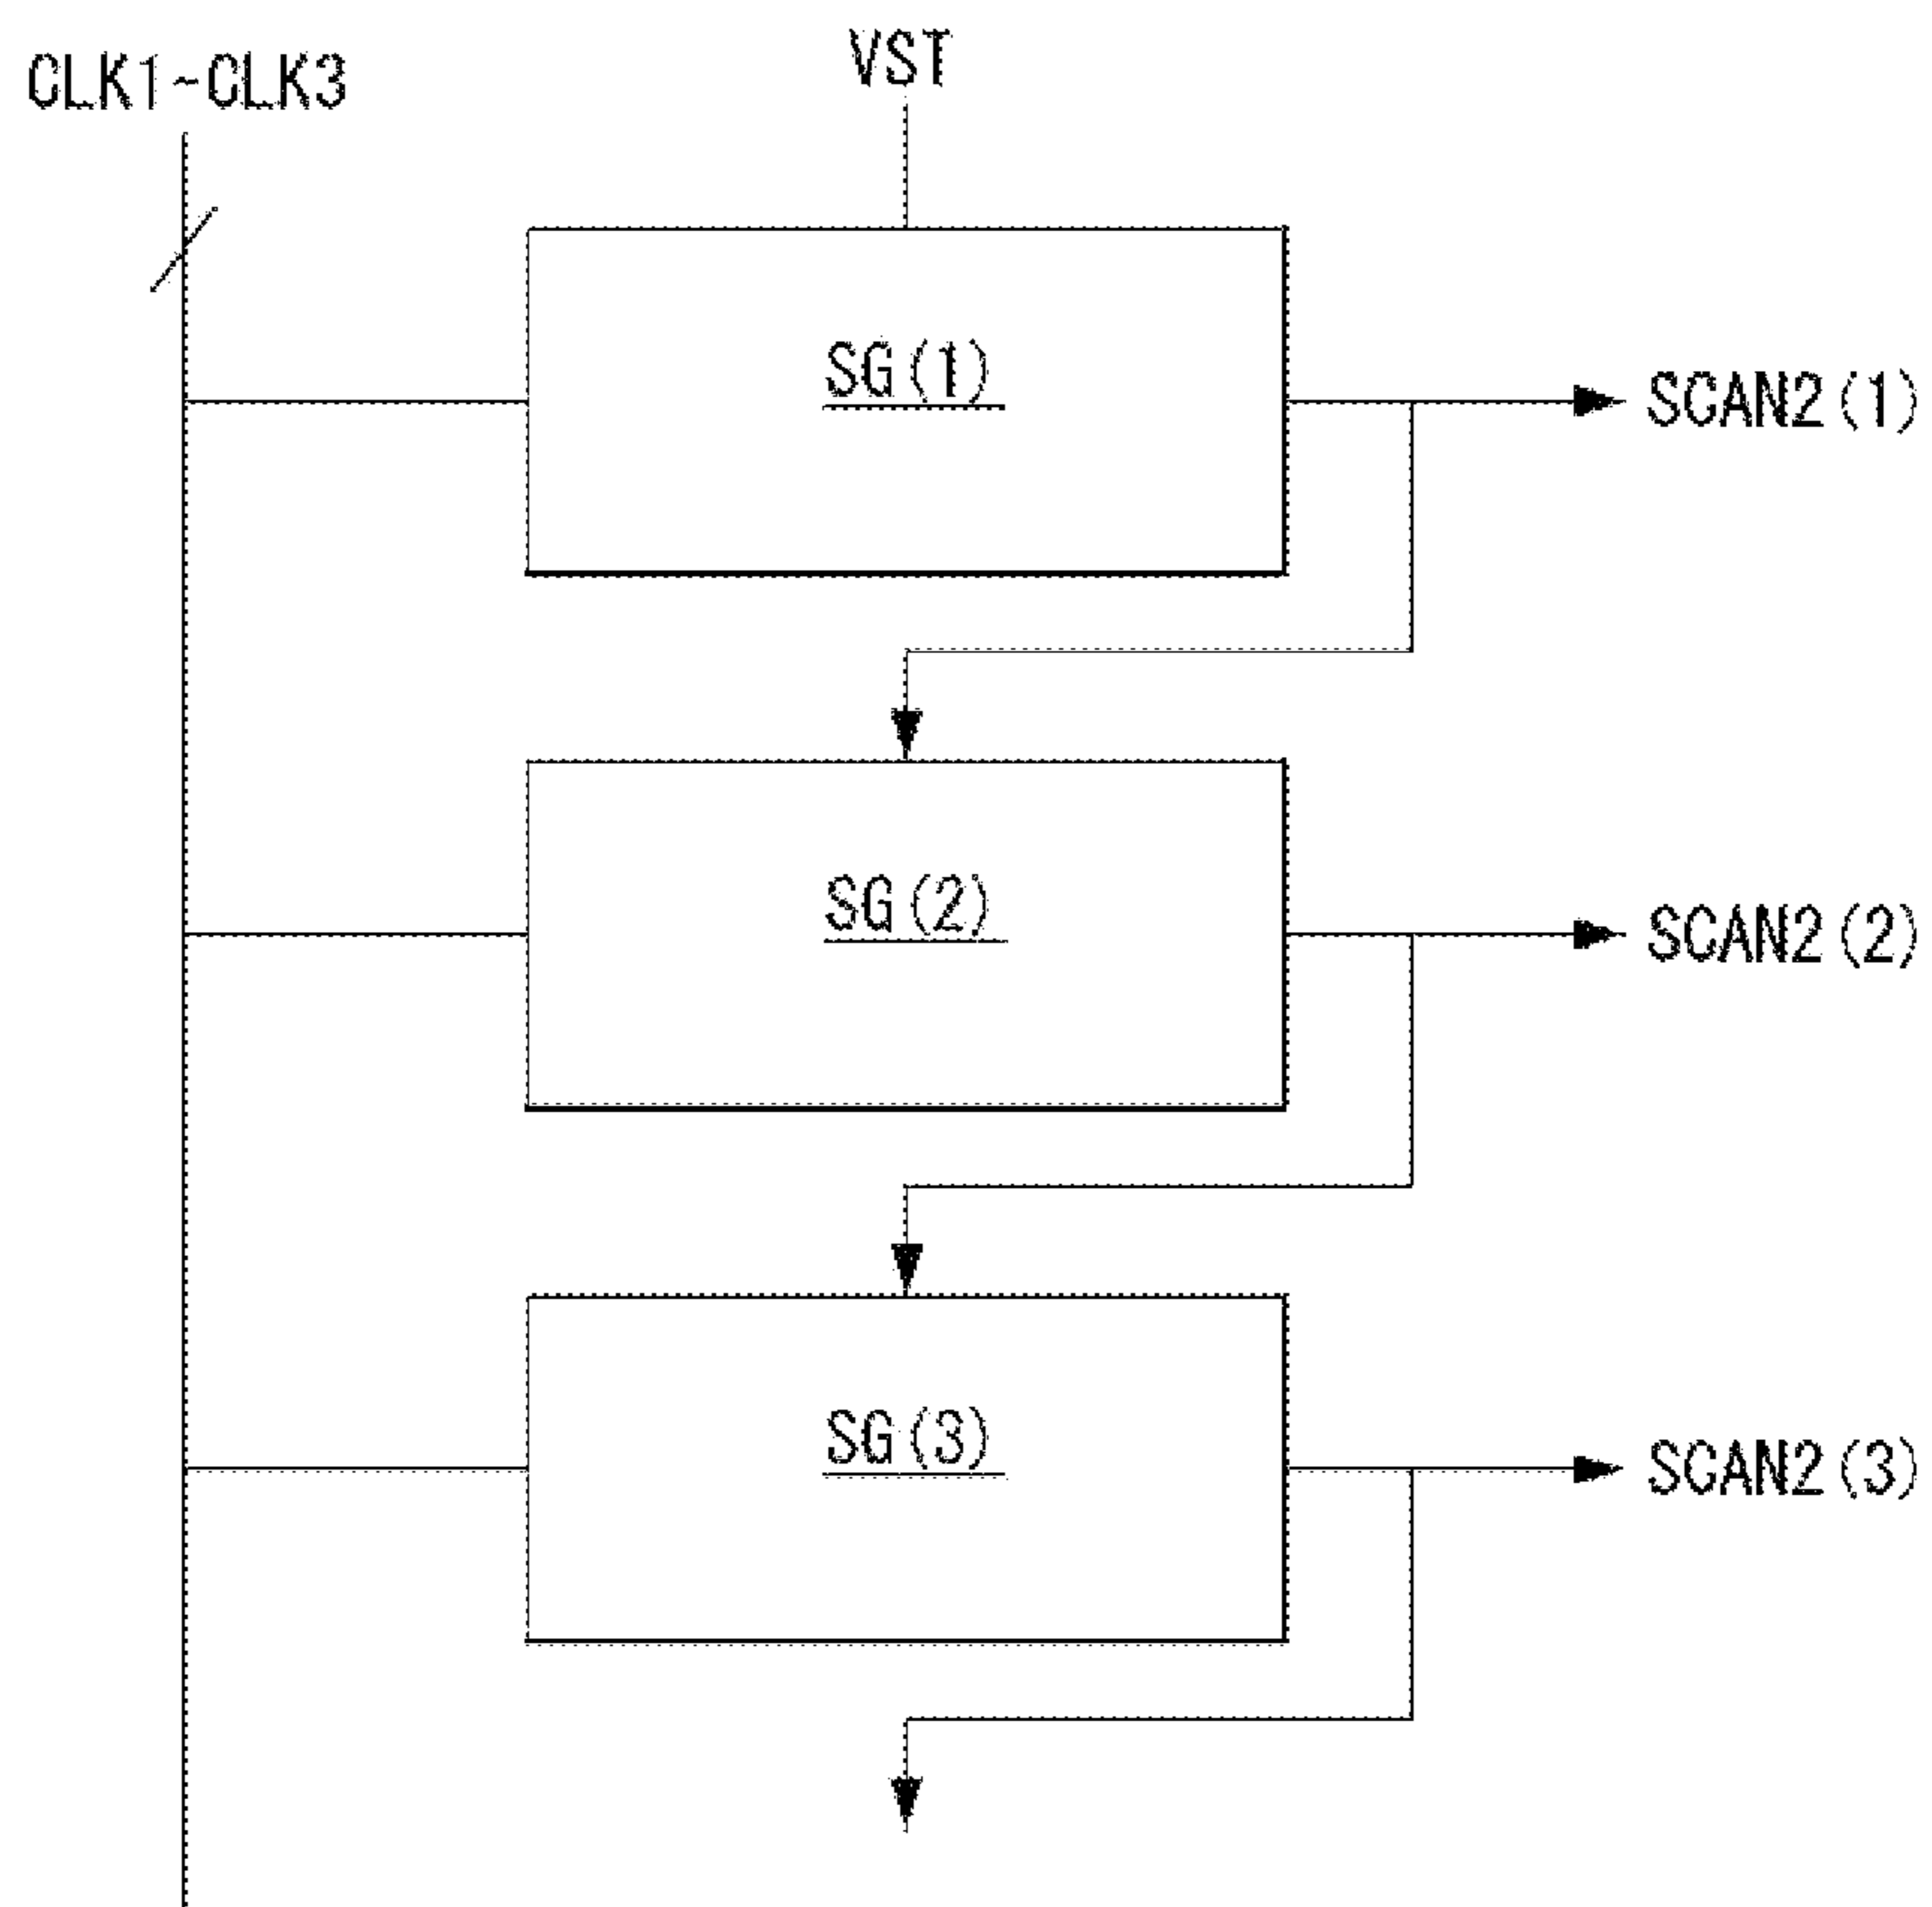 CLK1~CLK3
VST
SG(1)
SCAN2(1)
SG(2)
SCAN2(2)
SG(3)
SCAN2(3)